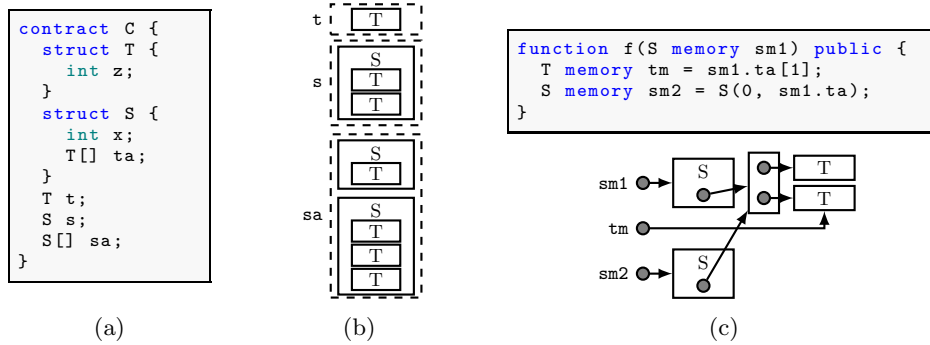 contract C {
struct T {
int z;
}
struct S {
int x;
T[] ta;
}
T t;
S s;
S[] sa;
}
(a)
t
T
s
S
T
T
sa
S
T
S
T
T
T
(b)
function f(S memory sm1) public {
T memory tm = sm1.ta[1];
S memory sm2 = S(0, sm1.ta);
}
sm1
S
T
T
tm
sm2
S
(c)